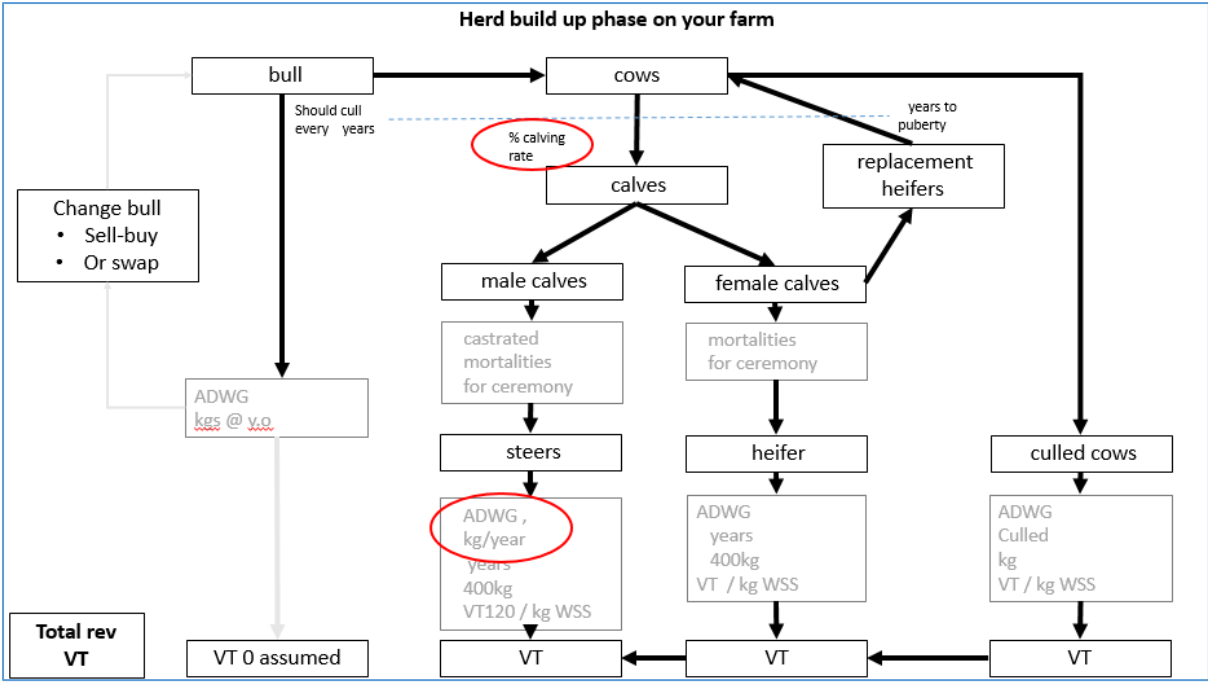 Herd build up phase on your farm
bull
cows
Should cull
every years
years to
puberty
% calving
rate
replacement
heifers
calves
Change bull
• Sell-buy
• Or swap
male calves
female calves
castrated
mortalities
for ceremony
mortalities
for ceremony
ADWG
kgs @ y.o
steers
heifer
culled cows
ADWG ,
kg/year
years
400kg
VT120 / kg WSS
ADWG
years
400kg
VT / kg WSS
ADWG
Culled
kg
VT / kg WSS
Total rev
VT
VT 0 assumed
VT
VT
VT